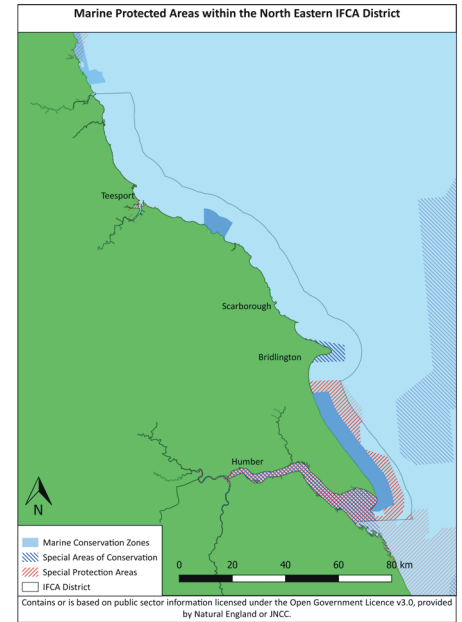 Marine Protected Areas within the North Eastern IFCA District
Teesport
Scarborough
Bridlington
Humber
N
Marine Conservation Zones
Special Areas of Conservation
Special Protection Areas
IFCA District
0 20 40 60 80 km
Contains or is based on public sector information licensed under the Open Government Licence v3.0, provided
by Natural England or JNCC.